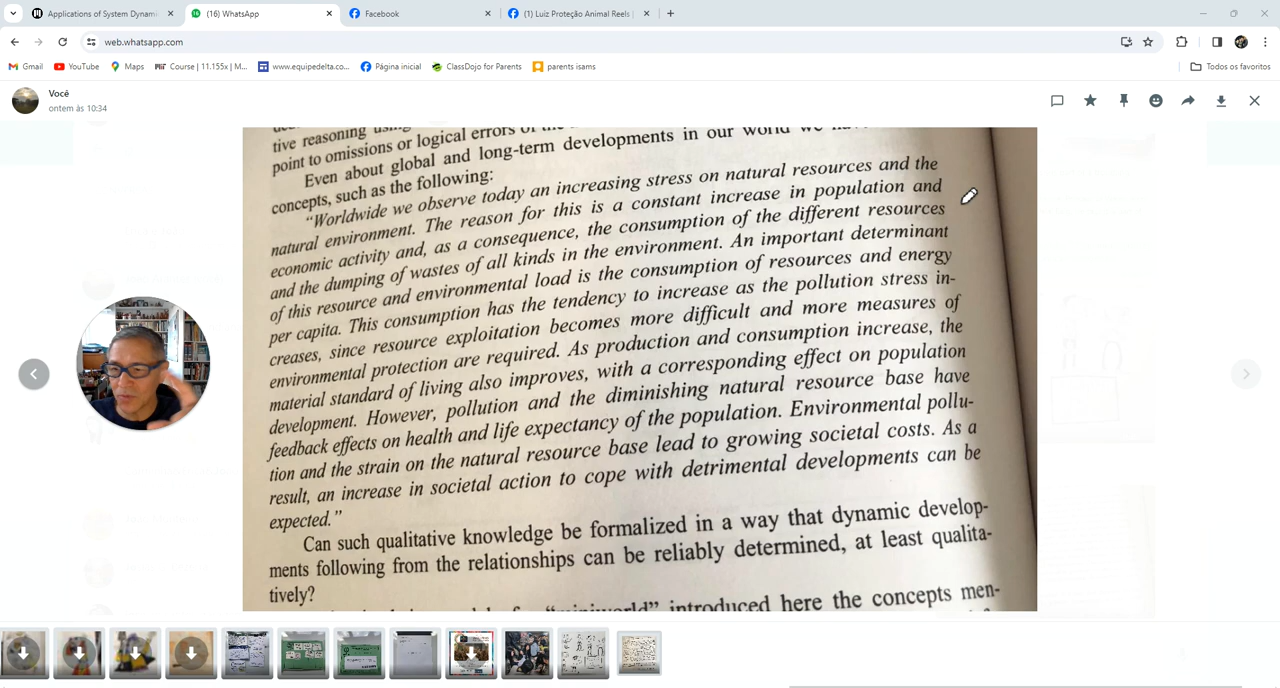 Applications of System Dynami
(16) WhatsApp
Facebook
(1) Luiz Proteção Animal Reels |
web.whatsapp.com
Gmail
YouTube
Maps
Course | 11.155x | M...
www.equipedelta.co...
Página inicial
ClassDojo for Parents
parents isams
Todos os favoritos
Você
ontem às 10:34
tive reasoning using
point to omissions or logical errors of the
Even about global and long-term developments in our world we
concepts, such as the following:
“Worldwide we observe today an increasing stress on natural resources and the
natural environment. The reason for this is a constant increase in population and
economic activity and, as a consequence, the consumption of the different resources
and the dumping of wastes of all kinds in the environment. An important determinant
of this resource and environmental load is the consumption of resources and energy
per capita. This consumption has the tendency to increase as the pollution stress in-
creases, since resource exploitation becomes more difficult and more measures of
environmental protection are required. As production and consumption increase, the
material standard of living also improves, with a corresponding effect on population
development. However, pollution and the diminishing natural resource base have
feedback effects on health and life expectancy of the population. Environmental pollu-
tion and the strain on the natural resource base lead to growing societal costs. As a
result, an increase in societal action to cope with detrimental developments can be
expected.”
Can such qualitative knowledge be formalized in a way that dynamic develop-
ments following from the relationships can be reliably determined, at least qualita-
tively?
“miniworld” introduced here the concepts men-